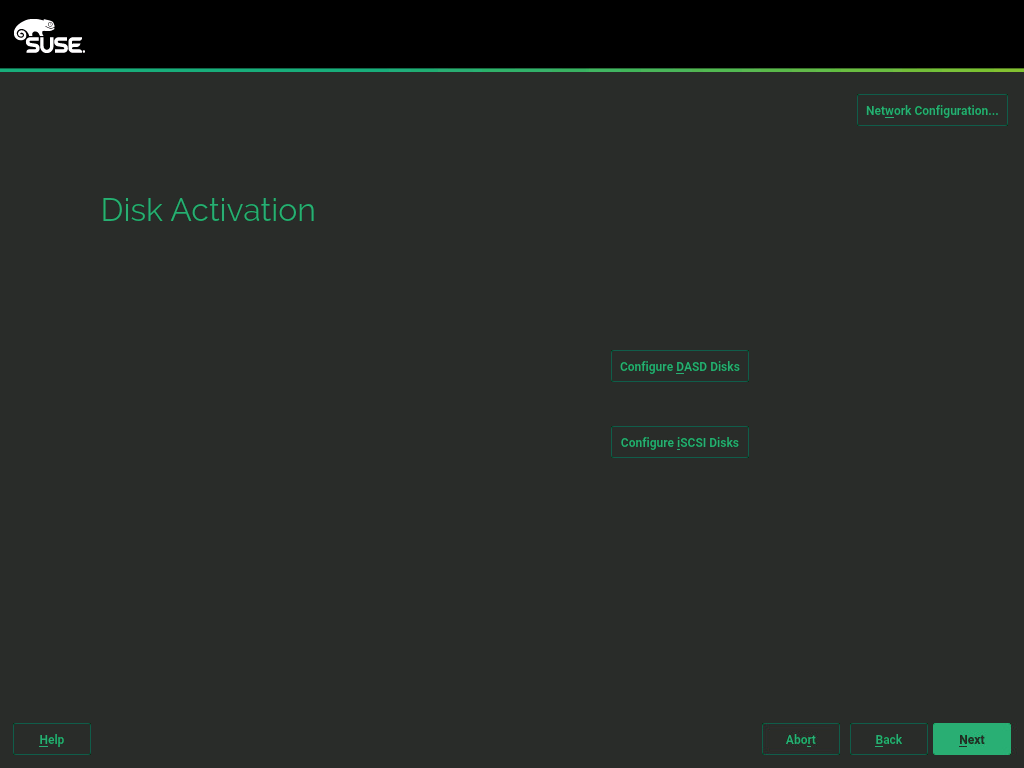 SUSE.
Network Configuration...
Disk Activation
Configure DASD Disks
Configure iSCSI Disks
Help
Abort
Back
Next